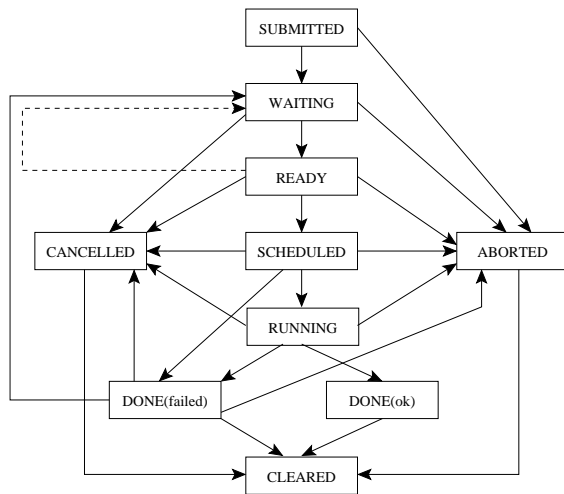 SUBMITTED
WAITING
READY
CANCELLED
SCHEDULED
ABORTED
RUNNING
DONE(failed)
DONE(ok)
CLEARED